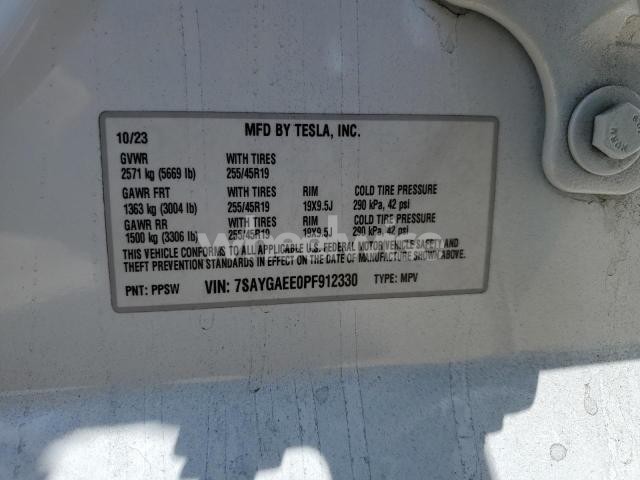 10/23 MFD BY TESLA, INC.
GVWR WITH TIRES
2571 kg (5669 lb) 255/45R19
GAWR FRT WITH TIRES RIM COLD TIRE PRESSURE
1363 kg (3004 lb) 255/45R19 19X9.5J 290 kPa, 42 psi
GAWR RR WITH TIRES RIM COLD TIRE PRESSURE
1500 kg (3306 lb) 255/45R19 19X9.5J 290 kPa, 42 psi
THIS VEHICLE CONFORMS TO ALL APPLICABLE U.S. FEDERAL MOTOR VEHICLE SAFETY AND
THEFT PREVENTION STANDARDS IN EFFECT ON THE DATE OF MANUFACTURE SHOWN ABOVE.
PNT: PPSW VIN: 7SAYGAEE0PF912330 TYPE: MPV